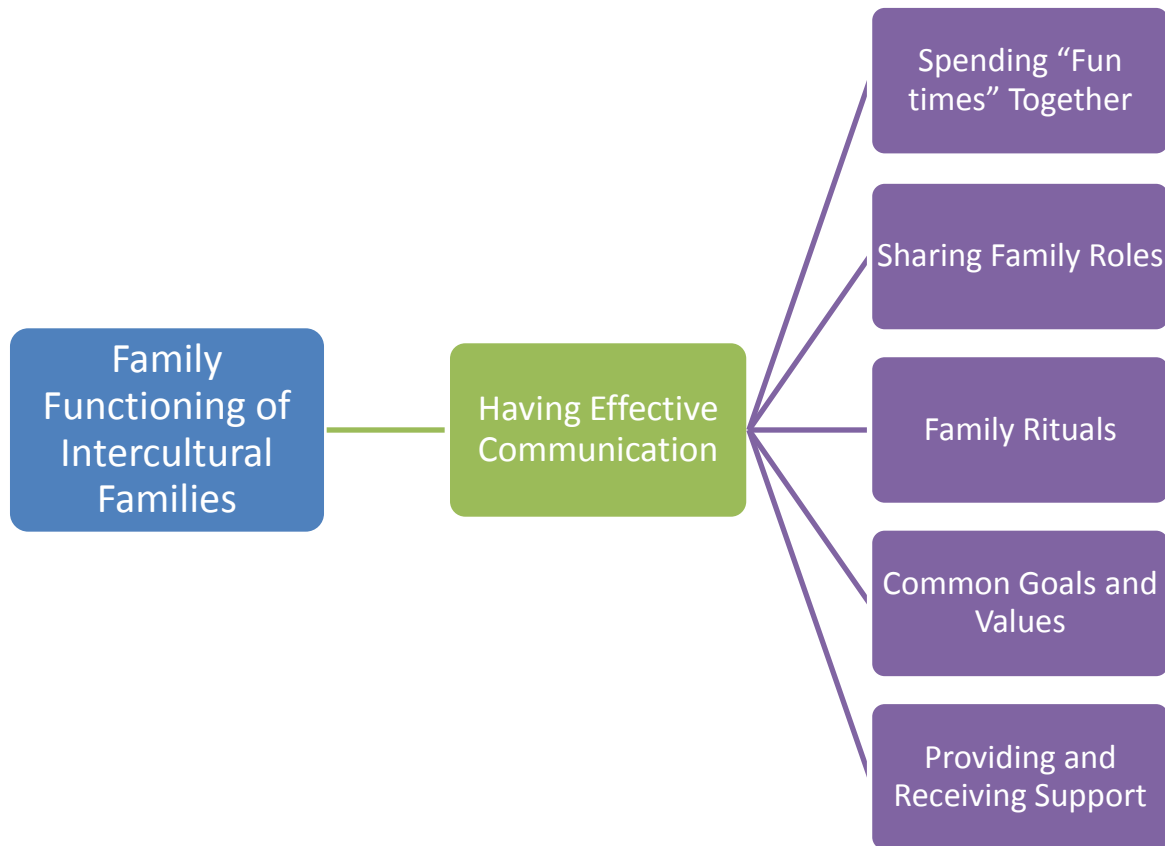 Family
Functioning of
Intercultural
Families
Having Effective
Communication
Spending “Fun
times” Together
Sharing Family Roles
Family Rituals
Common Goals and
Values
Providing and
Receiving Support